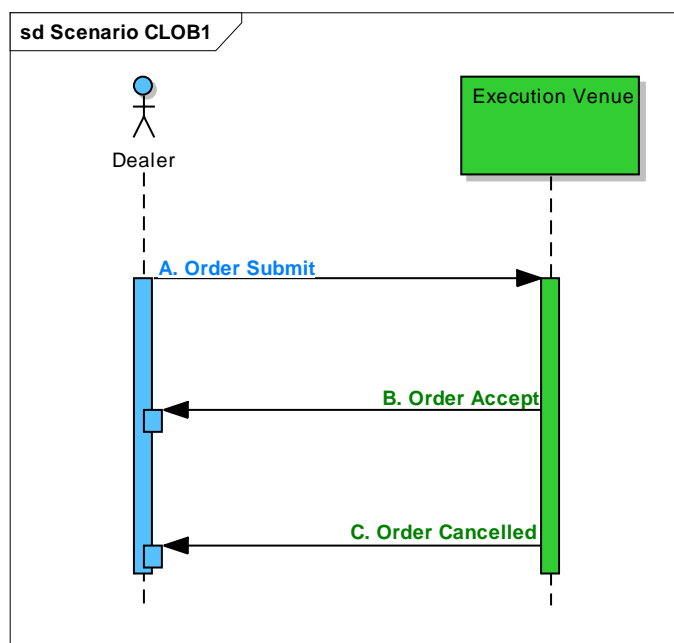 sd Scenario CLOB1
Execution Venue
Dealer
A. Order Submit
B. Order Accept
C. Order Cancelled